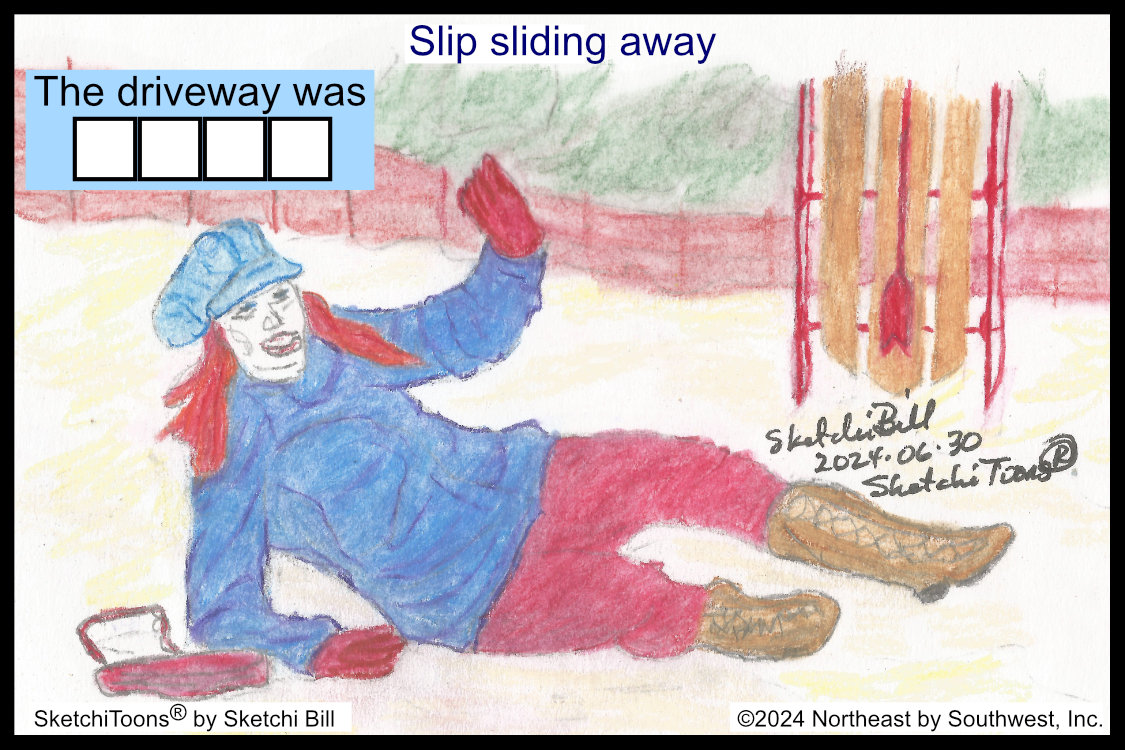 Slip sliding away
The driveway was
SketchiBill
2024.06.30
SketchiToons®
SketchiToons® by Sketchi Bill
©2024 Northeast by Southwest, Inc.